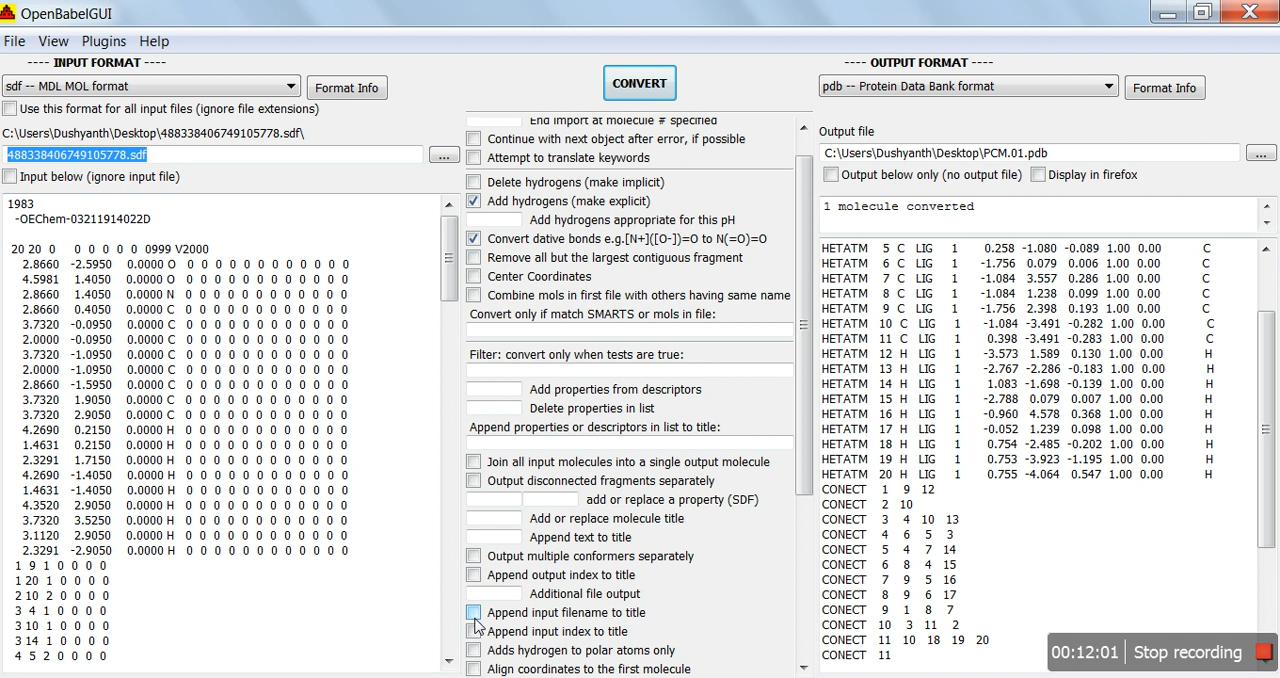 OpenBabelGUI
File View Plugins Help
---- INPUT FORMAT ----
sdf -- MDL MOL format
Format Info
Use this format for all input files (ignore file extensions)
C:\Users\Dushyanth\Desktop\488338406749105778.sdf\
488338406749105778.sdf
...
Input below (ignore input file)
1983
-OEChem-03211914022D
20 20 0 0 0 0 0 0 0999 V2000
2.8660 -2.5950 0.0000 O 0 0 0 0 0 0 0 0 0 0 0 0
4.5981 1.4050 0.0000 O 0 0 0 0 0 0 0 0 0 0 0 0
2.8660 1.4050 0.0000 N 0 0 0 0 0 0 0 0 0 0 0 0
2.8660 0.4050 0.0000 C 0 0 0 0 0 0 0 0 0 0 0 0
3.7320 -0.0950 0.0000 C 0 0 0 0 0 0 0 0 0 0 0 0
2.0000 -0.0950 0.0000 C 0 0 0 0 0 0 0 0 0 0 0 0
3.7320 -1.0950 0.0000 C 0 0 0 0 0 0 0 0 0 0 0 0
2.0000 -1.0950 0.0000 C 0 0 0 0 0 0 0 0 0 0 0 0
2.8660 -1.5950 0.0000 C 0 0 0 0 0 0 0 0 0 0 0 0
3.7320 1.9050 0.0000 C 0 0 0 0 0 0 0 0 0 0 0 0
3.7320 2.9050 0.0000 C 0 0 0 0 0 0 0 0 0 0 0 0
4.2690 0.2150 0.0000 H 0 0 0 0 0 0 0 0 0 0 0 0
1.4631 0.2150 0.0000 H 0 0 0 0 0 0 0 0 0 0 0 0
2.3291 1.7150 0.0000 H 0 0 0 0 0 0 0 0 0 0 0 0
4.2690 -1.4050 0.0000 H 0 0 0 0 0 0 0 0 0 0 0 0
1.4631 -1.4050 0.0000 H 0 0 0 0 0 0 0 0 0 0 0 0
4.3520 2.9050 0.0000 H 0 0 0 0 0 0 0 0 0 0 0 0
3.7320 3.5250 0.0000 H 0 0 0 0 0 0 0 0 0 0 0 0
3.1120 2.9050 0.0000 H 0 0 0 0 0 0 0 0 0 0 0 0
2.3291 -2.9050 0.0000 H 0 0 0 0 0 0 0 0 0 0 0 0
1 9 1 0 0 0 0
1 20 1 0 0 0 0
2 10 2 0 0 0 0
3 4 1 0 0 0 0
3 10 1 0 0 0 0
3 14 1 0 0 0 0
4 5 2 0 0 0 0
CONVERT
End import at molecule # specified
Continue with next object after error, if possible
Attempt to translate keywords
Delete hydrogens (make implicit)
Add hydrogens (make explicit)
Add hydrogens appropriate for this pH
Convert dative bonds e.g.[N+]([O-])=O to N(=O)=O
Remove all but the largest contiguous fragment
Center Coordinates
Combine mols in first file with others having same name
Convert only if match SMARTS or mols in file:
Filter: convert only when tests are true:
Add properties from descriptors
Delete properties in list
Append properties or descriptors in list to title:
Join all input molecules into a single output molecule
Output disconnected fragments separately
add or replace a property (SDF)
Add or replace molecule title
Append text to title
Output multiple conformers separately
Append output index to title
Additional file output
Append input filename to title
Append input index to title
Adds hydrogen to polar atoms only
Align coordinates to the first molecule
---- OUTPUT FORMAT ----
pdb -- Protein Data Bank format
Format Info
Output file
C:\Users\Dushyanth\Desktop\PCM.01.pdb
...
Output below only (no output file) Display in firefox
1 molecule converted
HETATM 5 C LIG 1 0.258 -1.080 -0.089 1.00 0.00 C
HETATM 6 C LIG 1 -1.756 0.079 0.006 1.00 0.00 C
HETATM 7 C LIG 1 -1.084 3.557 0.286 1.00 0.00 C
HETATM 8 C LIG 1 -1.084 1.238 0.099 1.00 0.00 C
HETATM 9 C LIG 1 -1.756 2.398 0.193 1.00 0.00 C
HETATM 10 C LIG 1 -1.084 -3.491 -0.282 1.00 0.00 C
HETATM 11 C LIG 1 0.398 -3.491 -0.283 1.00 0.00 C
HETATM 12 H LIG 1 -3.573 1.589 0.130 1.00 0.00 H
HETATM 13 H LIG 1 -2.767 -2.286 -0.183 1.00 0.00 H
HETATM 14 H LIG 1 1.083 -1.698 -0.139 1.00 0.00 H
HETATM 15 H LIG 1 -2.788 0.079 0.007 1.00 0.00 H
HETATM 16 H LIG 1 -0.960 4.578 0.368 1.00 0.00 H
HETATM 17 H LIG 1 -0.052 1.239 0.098 1.00 0.00 H
HETATM 18 H LIG 1 0.754 -2.485 -0.202 1.00 0.00 H
HETATM 19 H LIG 1 0.753 -3.923 -1.195 1.00 0.00 H
HETATM 20 H LIG 1 0.755 -4.064 0.547 1.00 0.00 H
CONECT 1 9 12
CONECT 2 10
CONECT 3 4 10 13
CONECT 4 6 5 3
CONECT 5 4 7 14
CONECT 6 8 4 15
CONECT 7 9 5 16
CONECT 8 9 6 17
CONECT 9 1 8 7
CONECT 10 3 11 2
CONECT 11 10 18 19 20
CONECT 11
00:12:01 Stop recording